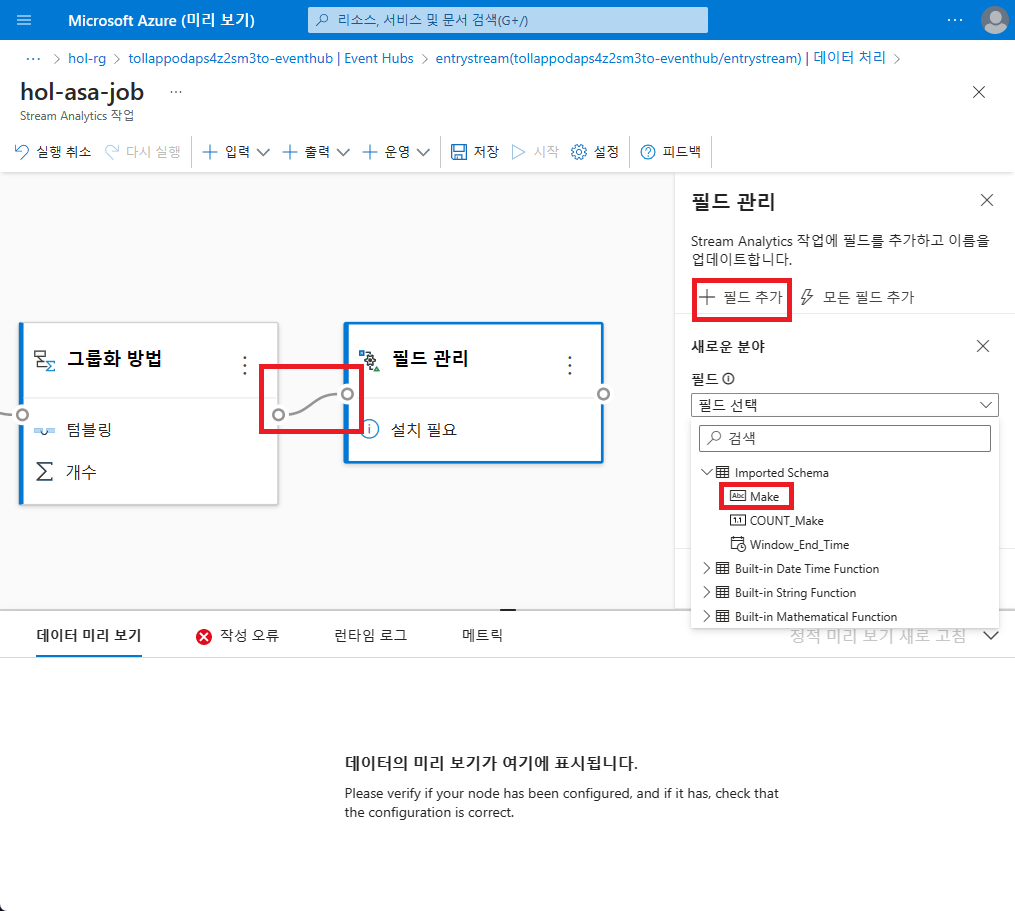 Microsoft Azure (미리 보기)
리소스, 서비스 및 문서 검색(G+/)
hol-rg
tollappodaps4z2sm3to-eventhub | Event Hubs
entrystream(tollappodaps4z2sm3to-eventhub/entrystream) | 데이터 처리
hol-asa-job
Stream Analytics 작업
실행 취소
다시 실행
입력
출력
운영
저장
시작
설정
피드백
필드 관리
Stream Analytics 작업에 필드를 추가하고 이름을
업데이트합니다.
필드 추가
모든 필드 추가
새로운 분야
필드
필드 선택
검색
Imported Schema
Abc Make
1.1 COUNT_Make
Window_End_Time
Built-in Date Time Function
Built-in String Function
Built-in Mathematical Function
그룹화 방법
텀블링
개수
필드 관리
설치 필요
데이터 미리 보기
작성 오류
런타임 로그
메트릭
정적 미리 보기 새로 고침
데이터의 미리 보기가 여기에 표시됩니다.
Please verify if your node has been configured, and if it has, check that
the configuration is correct.